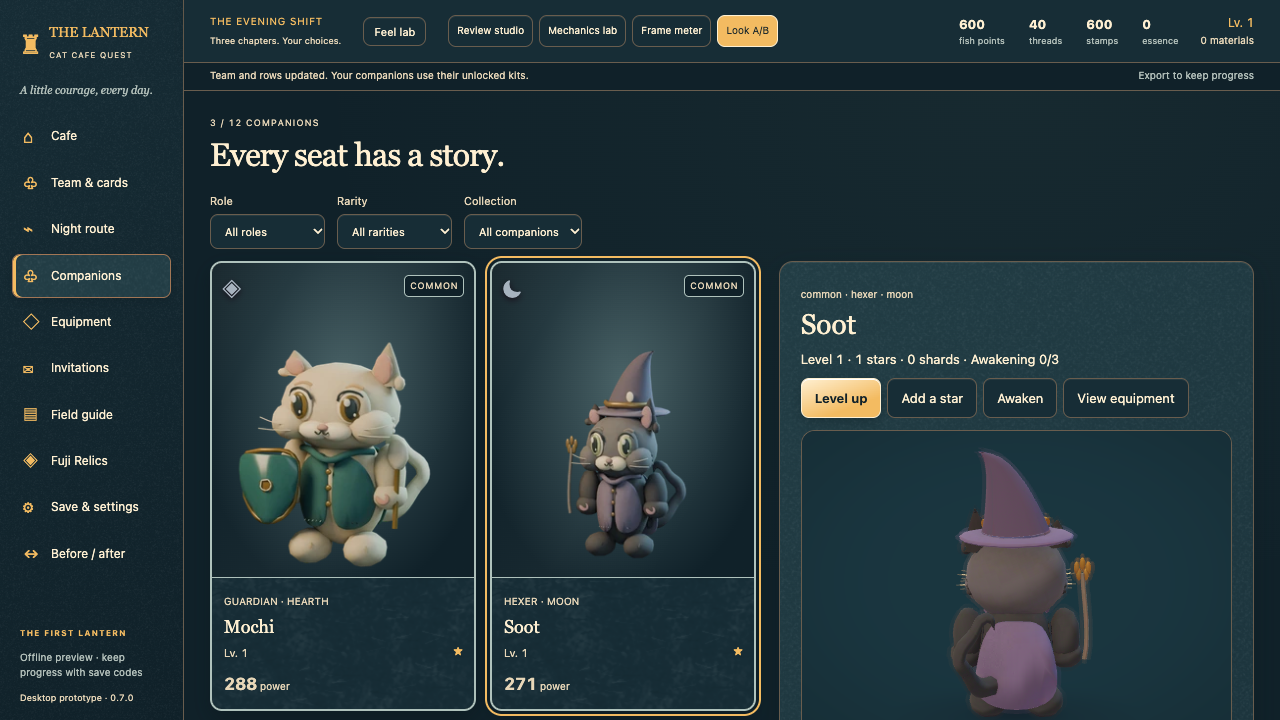 THE LANTERN
CAT CAFE QUEST
A little courage, every day.
Cafe
Team & cards
Night route
Companions
Equipment
Invitations
Field guide
Fuji Relics
Save & settings
Before / after
THE FIRST LANTERN
Offline preview · keep
progress with save codes
Desktop prototype · 0.7.0
THE EVENING SHIFT
Three chapters. Your choices.
Feel lab
Review studio
Mechanics lab
Frame meter
Look A/B
600
fish points
40
threads
600
stamps
0
essence
Lv. 1
0 materials
Team and rows updated. Your companions use their unlocked kits.
Export to keep progress
3 / 12 COMPANIONS
Every seat has a story.
Role
All roles
Rarity
All rarities
Collection
All companions
COMMON
GUARDIAN · HEARTH
Mochi
Lv. 1
288 power
COMMON
HEXER · MOON
Soot
Lv. 1
271 power
common · hexer · moon
Soot
Level 1 · 1 stars · 0 shards · Awakening 0/3
Level up
Add a star
Awaken
View equipment